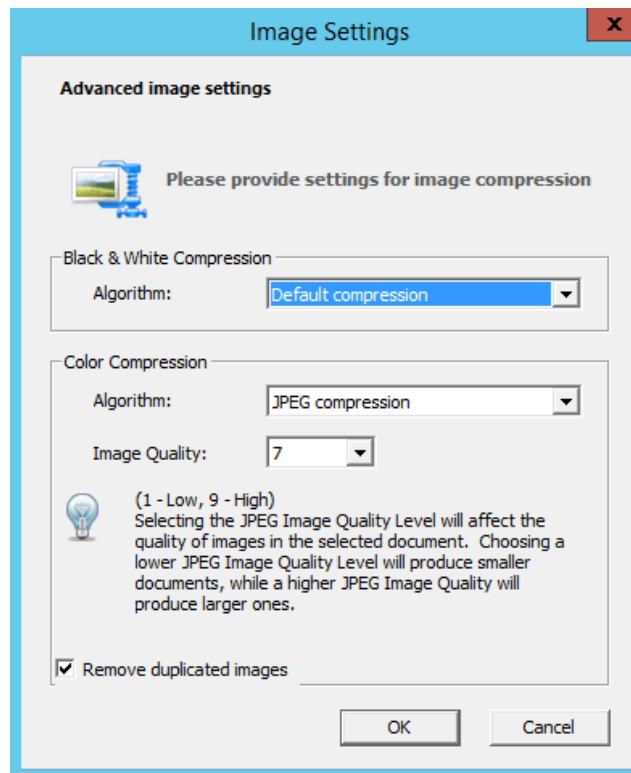 Image Settings
x
Advanced image settings
Please provide settings for image compression
Black & White Compression
Algorithm: Default compression
Color Compression
Algorithm: JPEG compression
Image Quality: 7
(1 - Low, 9 - High)
Selecting the JPEG Image Quality Level will affect the
quality of images in the selected document.  Choosing a
lower JPEG Image Quality Level will produce smaller
documents, while a higher JPEG Image Quality will
produce larger ones.
Remove duplicated images
OK Cancel